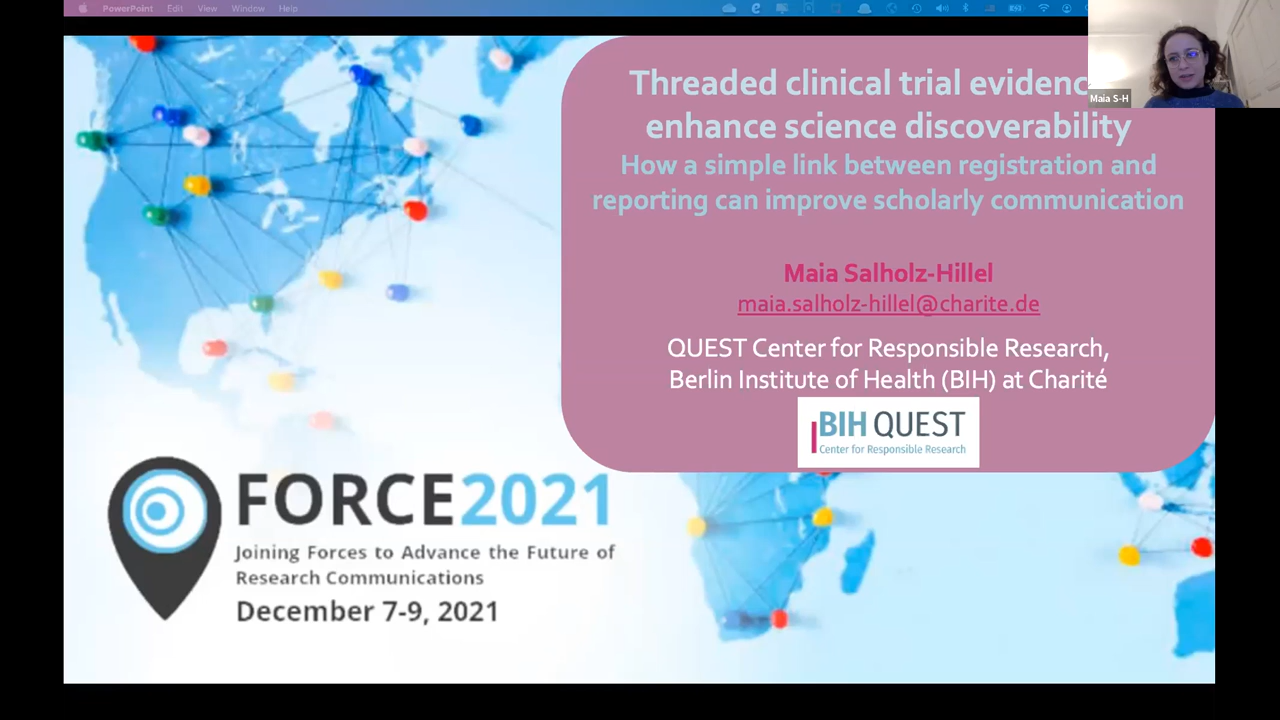 PowerPoint Edit View Window Help
Maia S-H
Threaded clinical trial evidenc
enhance science discoverability
How a simple link between registration and
reporting can improve scholarly communication
Maia Salholz-Hillel
maia.salholz-hillel@charite.de
QUEST Center for Responsible Research,
Berlin Institute of Health (BIH) at Charité
BIH QUEST
Center for Responsible Research
FORCE2021
Joining Forces to Advance the Future of
Research Communications
December 7-9, 2021